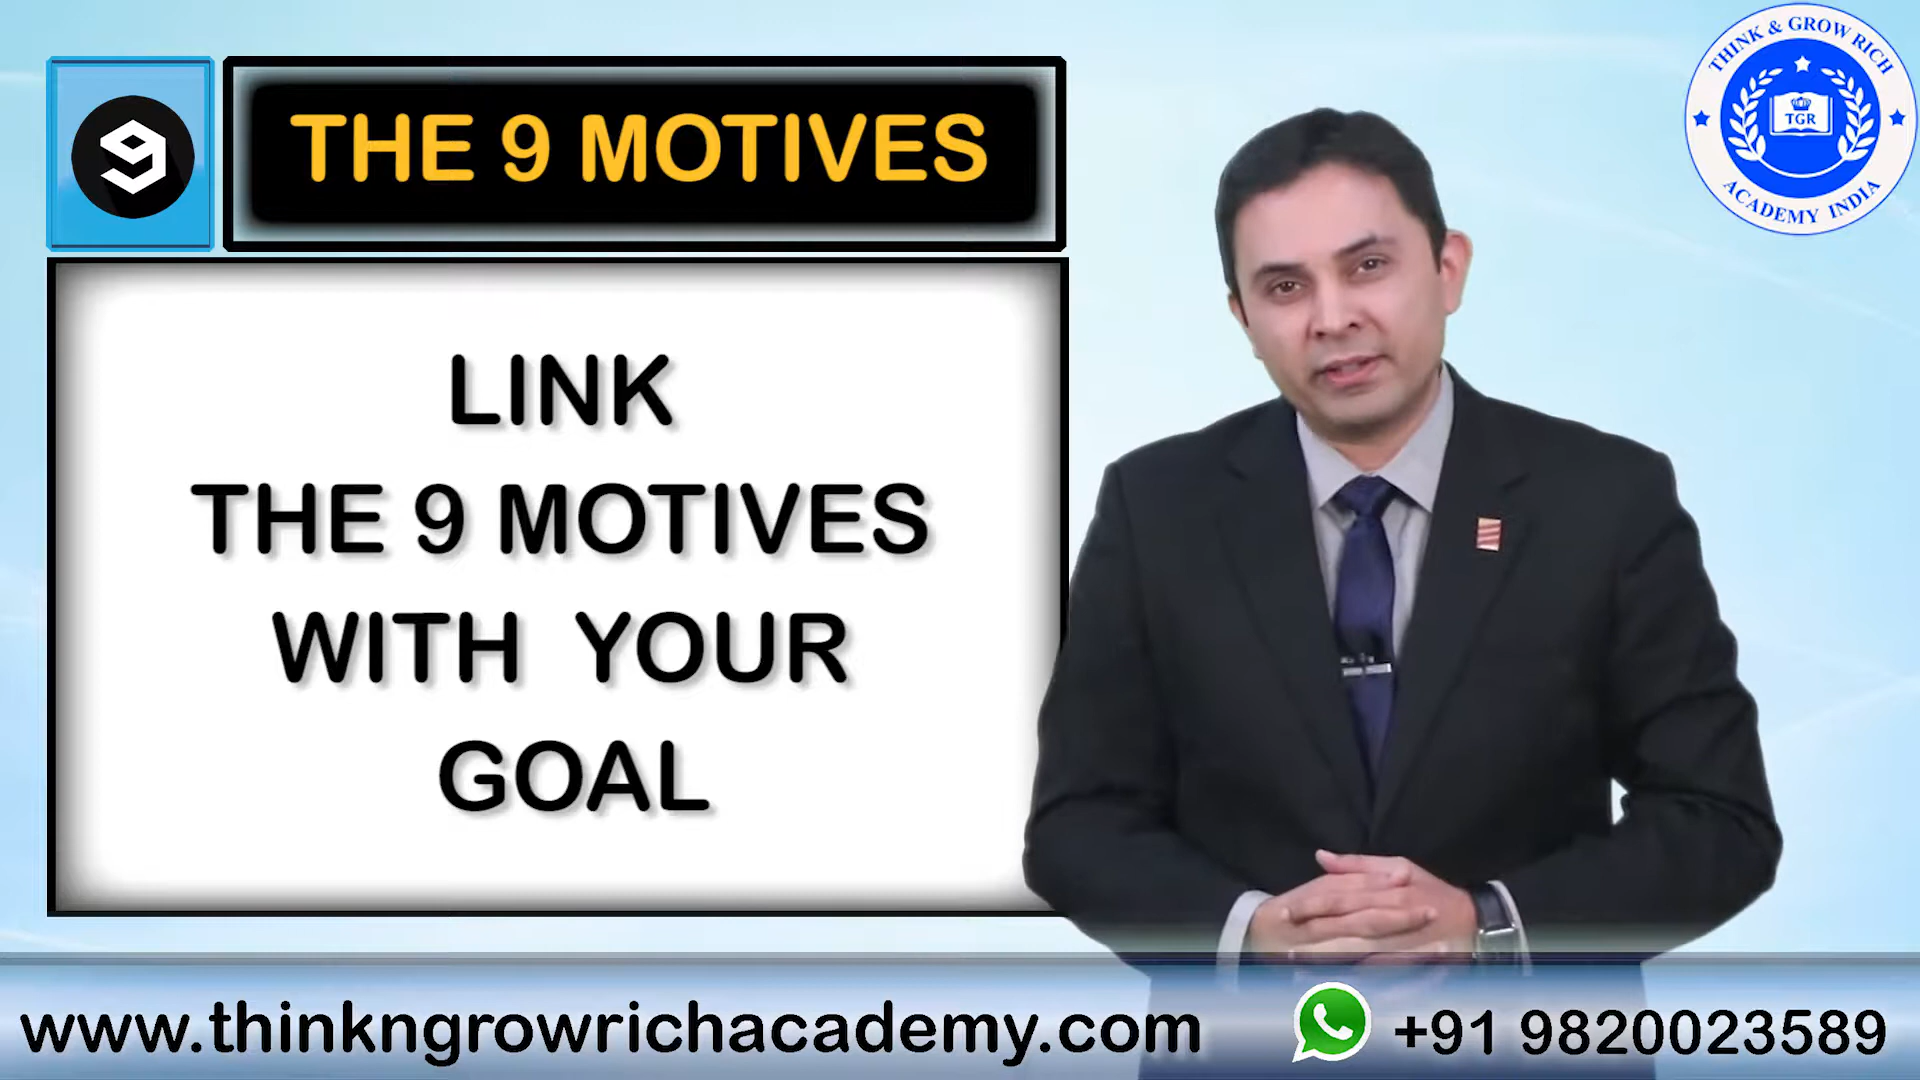 9
THE 9 MOTIVES
THINK & GROW RICH
TGR
ACADEMY INDIA
LINK
THE 9 MOTIVES
WITH YOUR
GOAL
www.thinkngrowrichacademy.com
+91 9820023589